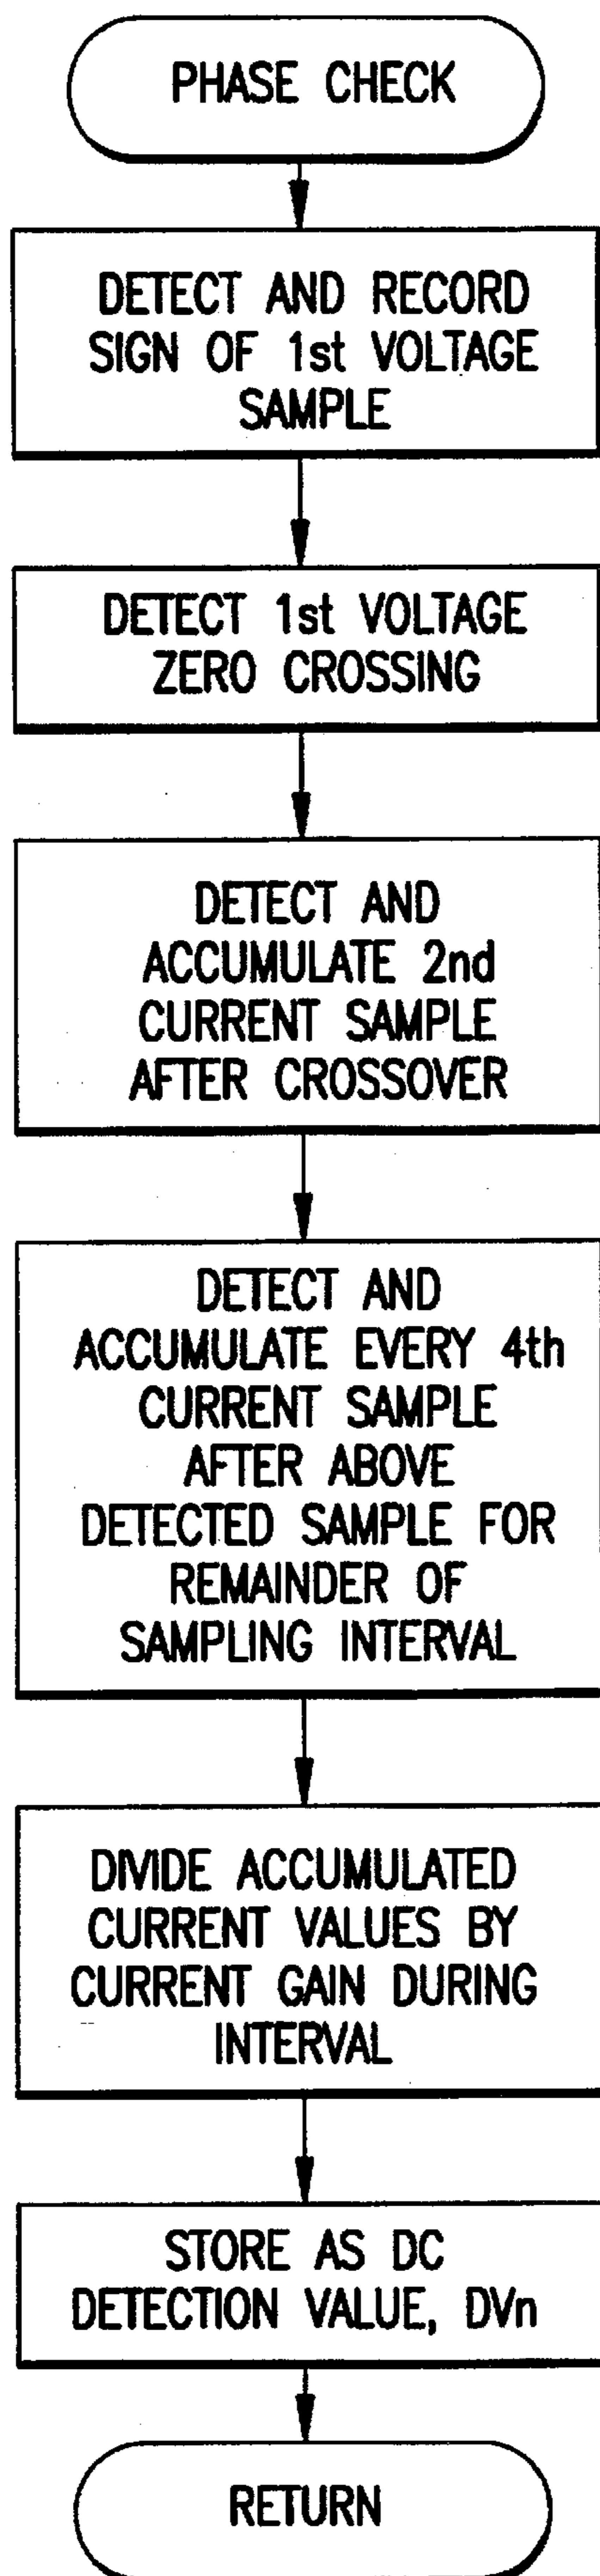 PHASE CHECK
DETECT AND RECORD
SIGN OF 1st VOLTAGE
SAMPLE
DETECT 1st VOLTAGE
ZERO CROSSING
DETECT AND
ACCUMULATE 2nd
CURRENT SAMPLE
AFTER CROSSOVER
DETECT AND
ACCUMULATE EVERY 4th
CURRENT SAMPLE
AFTER ABOVE
DETECTED SAMPLE FOR
REMAINDER OF
SAMPLING INTERVAL
DIVIDE ACCUMULATED
CURRENT VALUES BY
CURRENT GAIN DURING
INTERVAL
STORE AS DC
DETECTION VALUE, DVn
RETURN